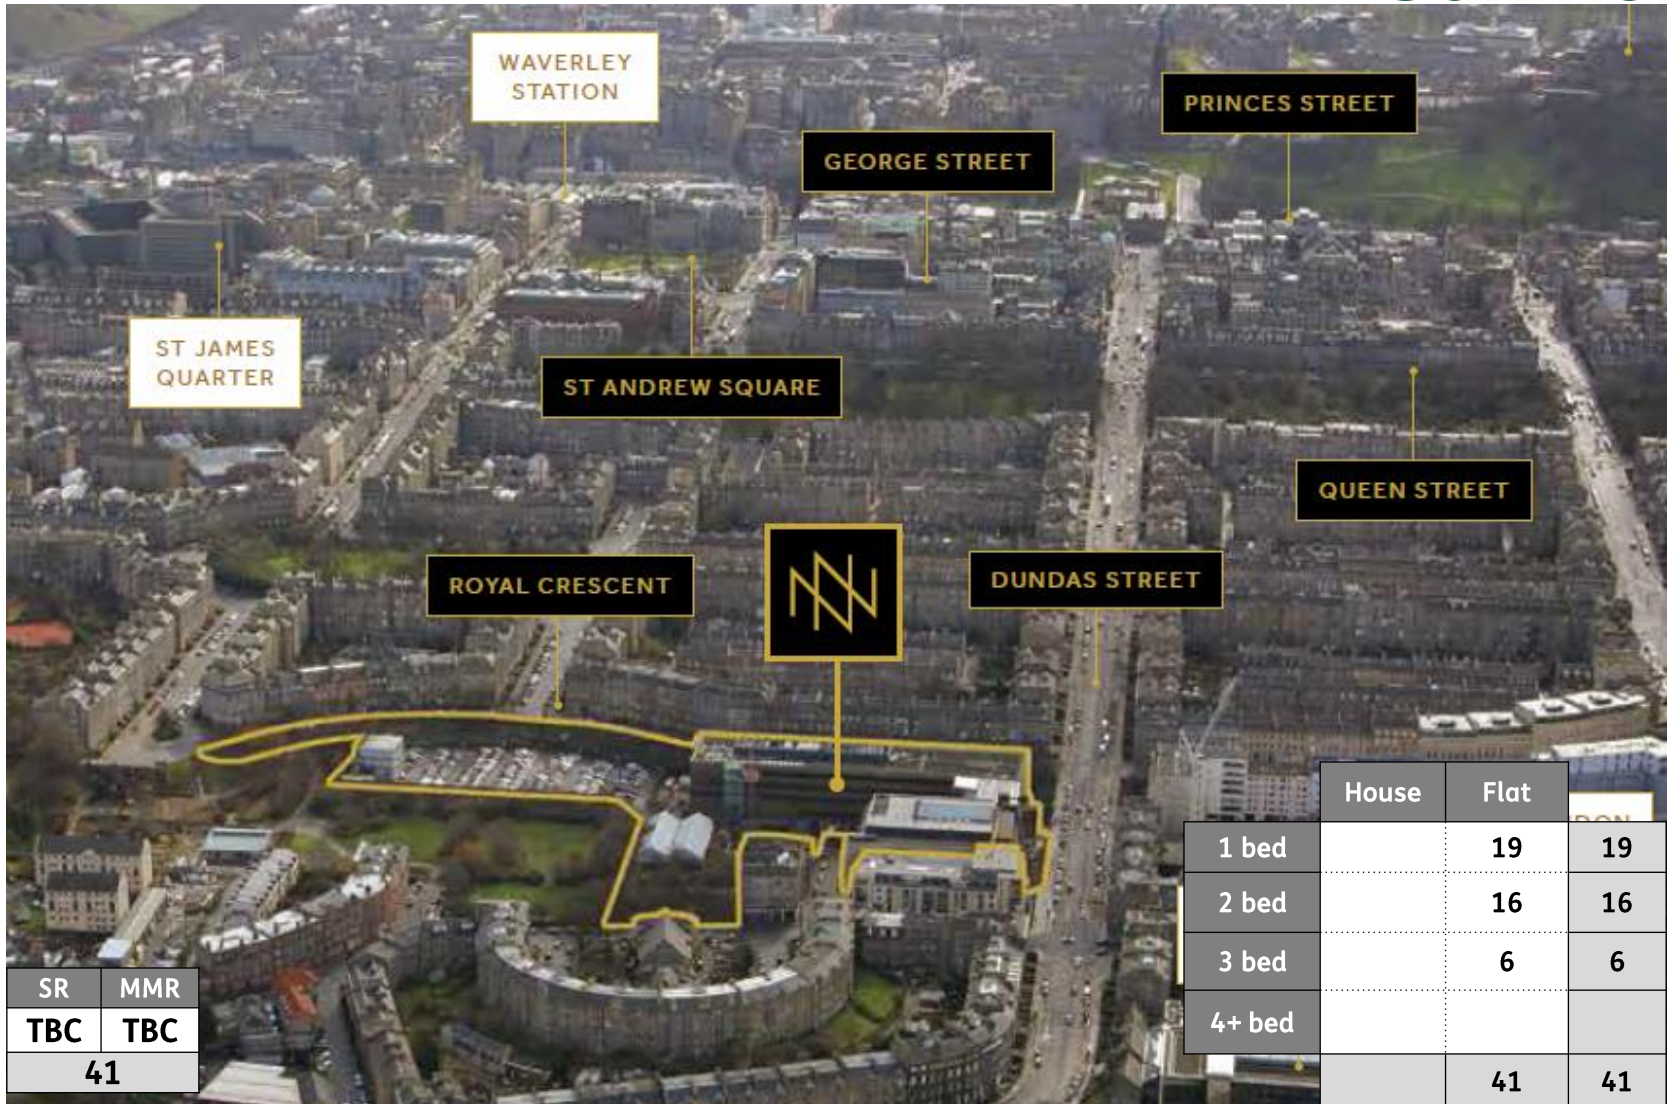 WAVERLEY
STATION
PRINCES STREET
GEORGE STREET
ST JAMES
QUARTER
ST ANDREW SQUARE
QUEEN STREET
ROYAL CRESCENT
DUNDAS STREET
House Flat
1 bed 19 19
2 bed 16 16
3 bed 6 6
4+ bed
41 41
SR MMR
TBC TBC
41